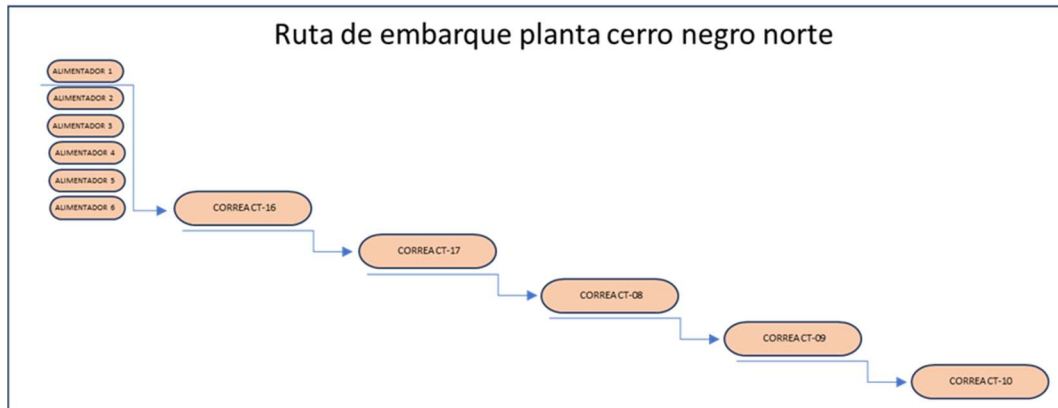 Ruta de embarque planta cerro negro norte
ALIMENTADOR 1
ALIMENTADOR 2
ALIMENTADOR 3
ALIMENTADOR 4
ALIMENTADOR 5
ALIMENTADOR 6
CORREA CT-16
CORREA CT-17
CORREA CT-08
CORREA CT-09
CORREA CT-10